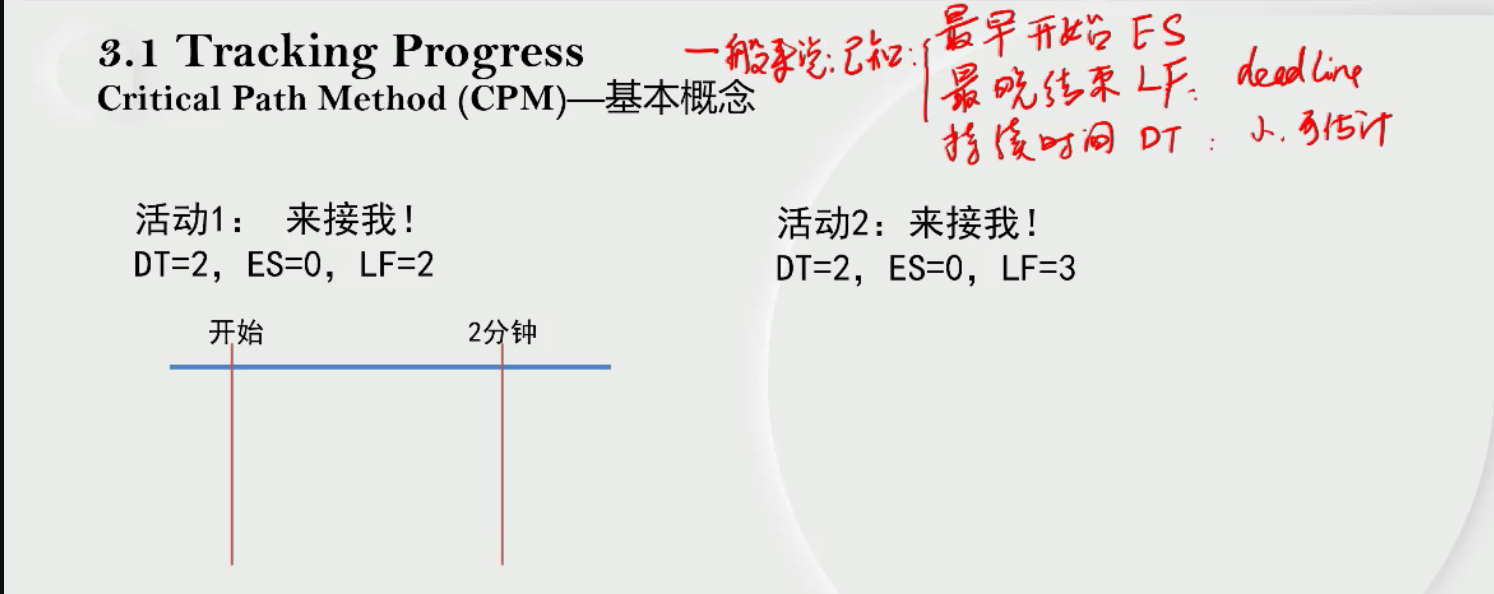 3.1 Tracking Progress
Critical Path Method (CPM)—基本概念
一般来说:已知:
最早开始 ES
最晚结束 LF: deadline
持续时间 DT : 小.可估计
活动1: 来接我!
DT=2, ES=0, LF=2
开始 2分钟
活动2:来接我!
DT=2, ES=0, LF=3